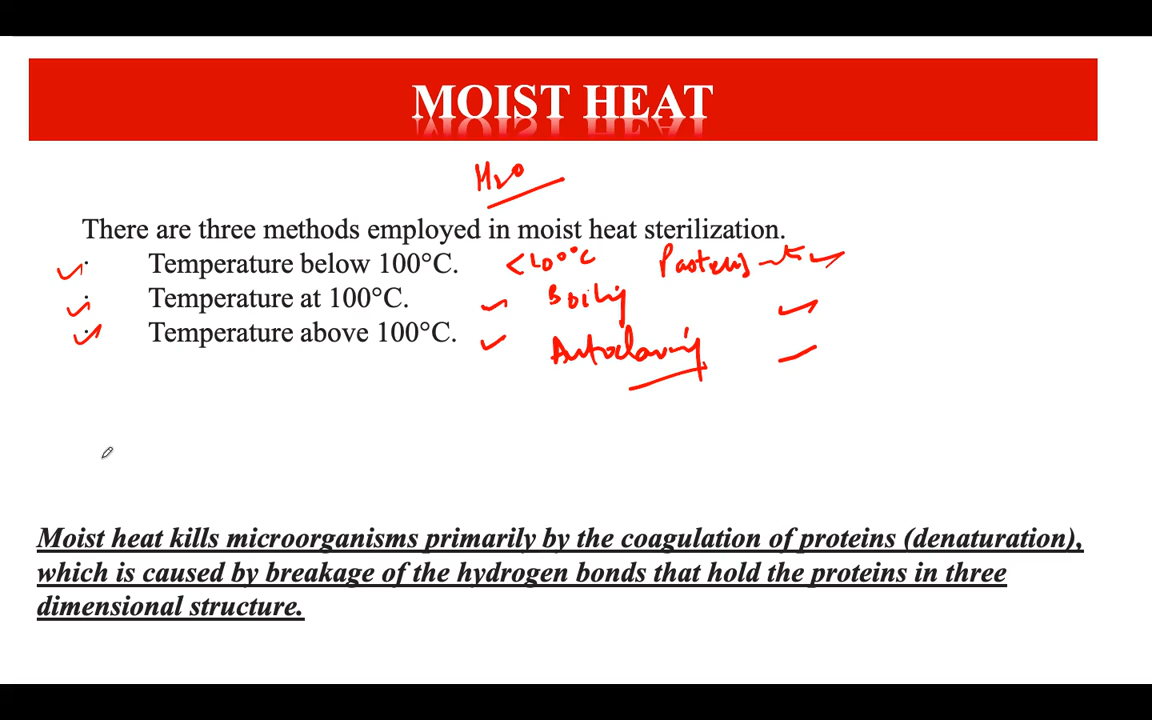 MOIST HEAT
H2O
There are three methods employed in moist heat sterilization.
· Temperature below 100°C. <100°C
· Temperature at 100°C. Boiling
· Temperature above 100°C. Autoclaving
Moist heat kills microorganisms primarily by the coagulation of proteins (denaturation),
which is caused by breakage of the hydrogen bonds that hold the proteins in three
dimensional structure.